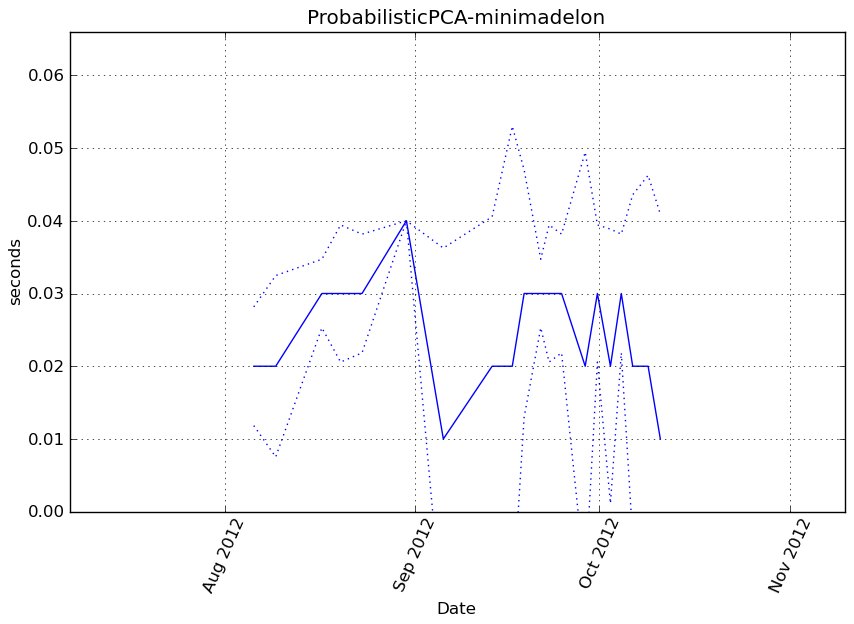 ProbabilisticPCA-minimadelon
0.06
0.05
0.04
0.03
0.02
0.01
0.00
seconds
Aug 2012
Sep 2012
Oct 2012
Nov 2012
Date